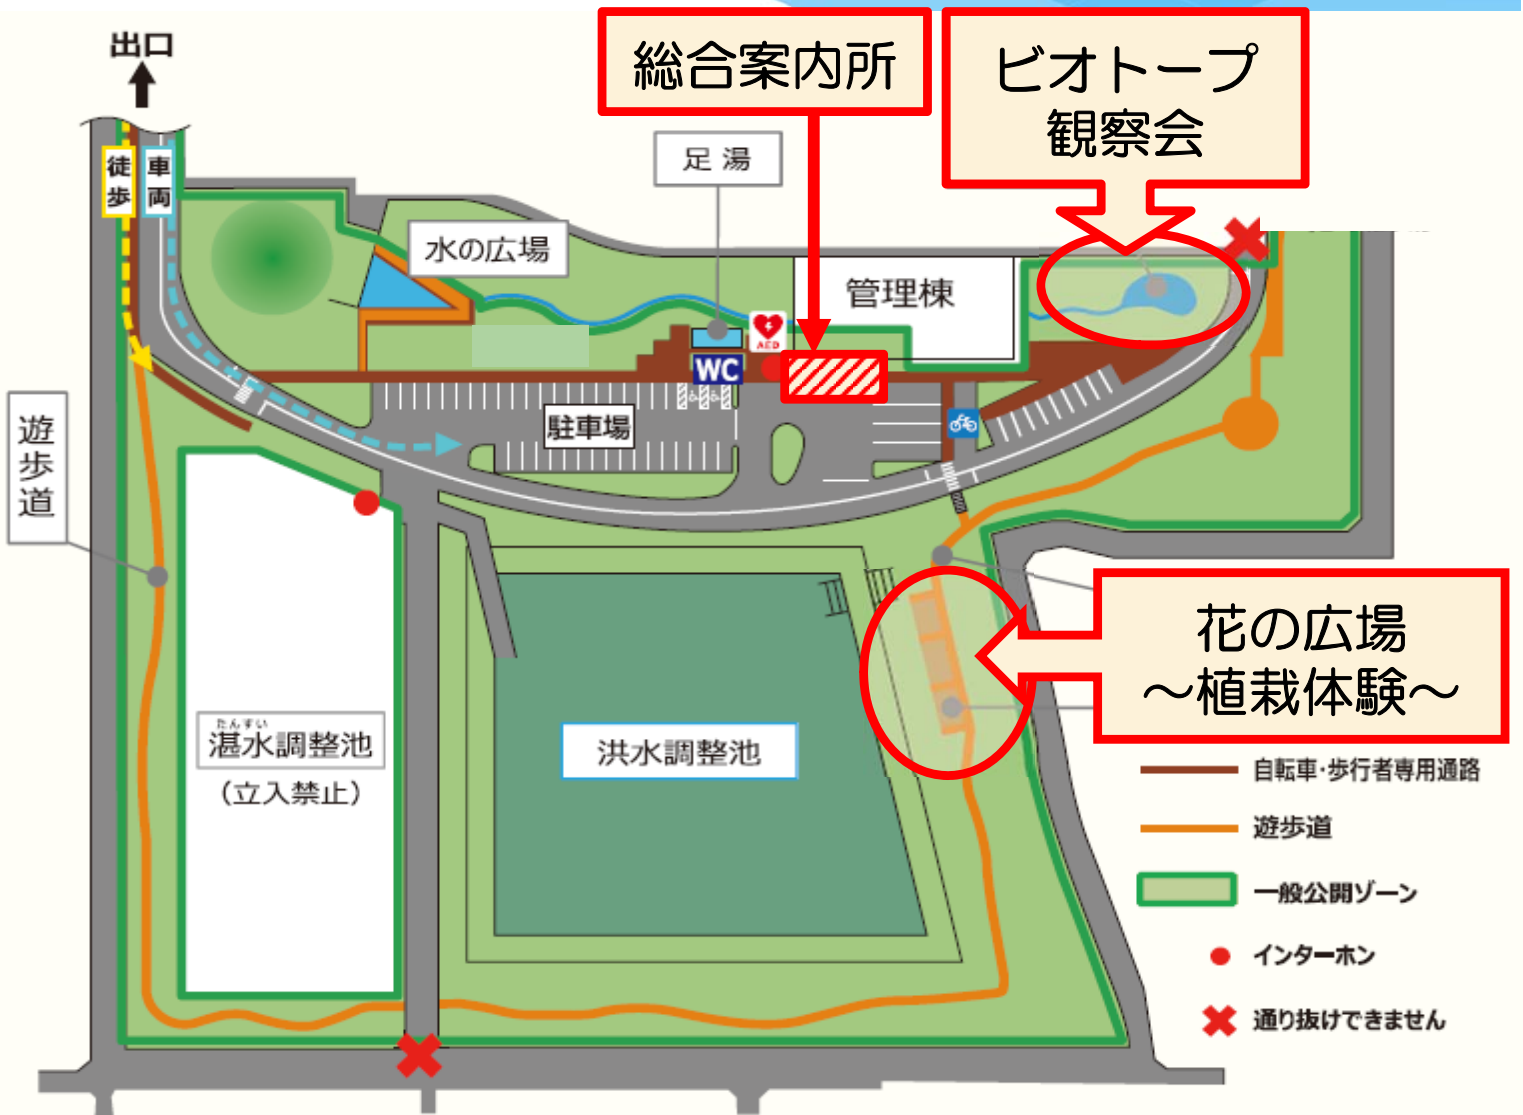 出口
総合案内所
ビオトープ
観察会
徒歩
車両
足湯
水の広場
管理棟
AED
WC
駐車場
遊歩道
花の広場
～植栽体験～
たんすい
湛水調整池
（立入禁止）
洪水調整池
自転車・歩行者専用通路
遊歩道
一般公開ゾーン
インターホン
通り抜けできません